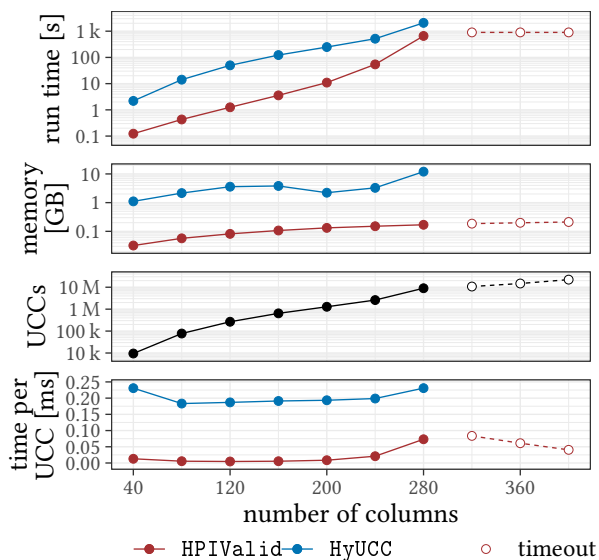 run time [s]
1 k
100
10
1
0.1
memory
[GB]
10
1
0.1
UCCs
10 M
1 M
100 k
10 k
time per
UCC [ms]
0.25
0.20
0.15
0.10
0.05
0.00
40 120 200 280 360
number of columns
HPIValid HyUCC timeout